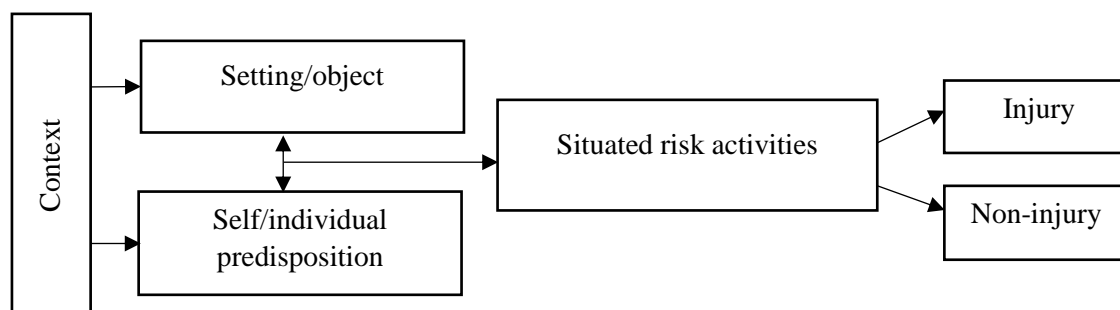 Context
Setting/object
Self/individual
predisposition
Situated risk activities
Injury
Non-injury